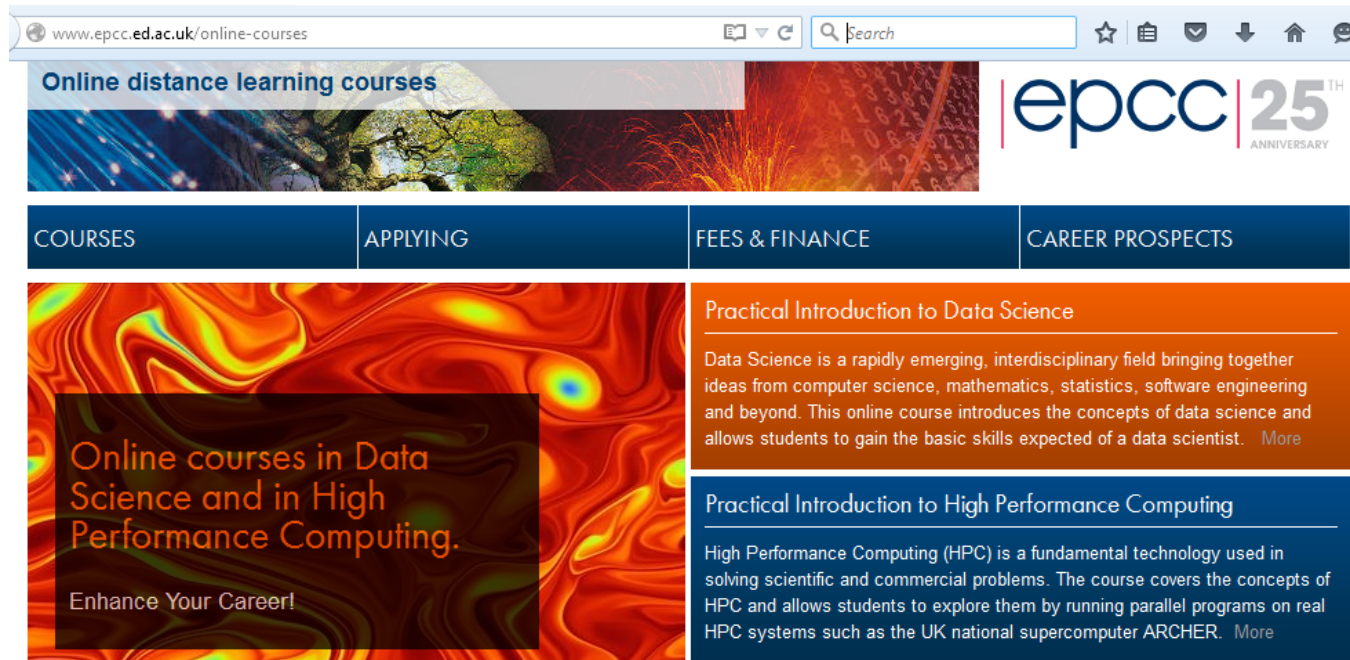 www.epcc.ed.ac.uk/online-courses
Search
Online distance learning courses
epcc 25TH
ANNIVERSARY
COURSES
APPLYING
FEES & FINANCE
CAREER PROSPECTS
Online courses in Data
Science and in High
Performance Computing.
Enhance Your Career!
Practical Introduction to Data Science
Data Science is a rapidly emerging, interdisciplinary field bringing together
ideas from computer science, mathematics, statistics, software engineering
and beyond. This online course introduces the concepts of data science and
allows students to gain the basic skills expected of a data scientist. More
Practical Introduction to High Performance Computing
High Performance Computing (HPC) is a fundamental technology used in
solving scientific and commercial problems. The course covers the concepts of
HPC and allows students to explore them by running parallel programs on real
HPC systems such as the UK national supercomputer ARCHER. More